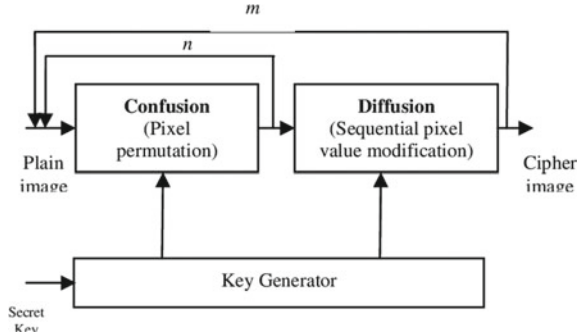 m
n
Confusion
(Pixel
permutation)
Diffusion
(Sequential pixel
value modification)
Plain
image
Cipher
image
Key Generator
Secret
Key